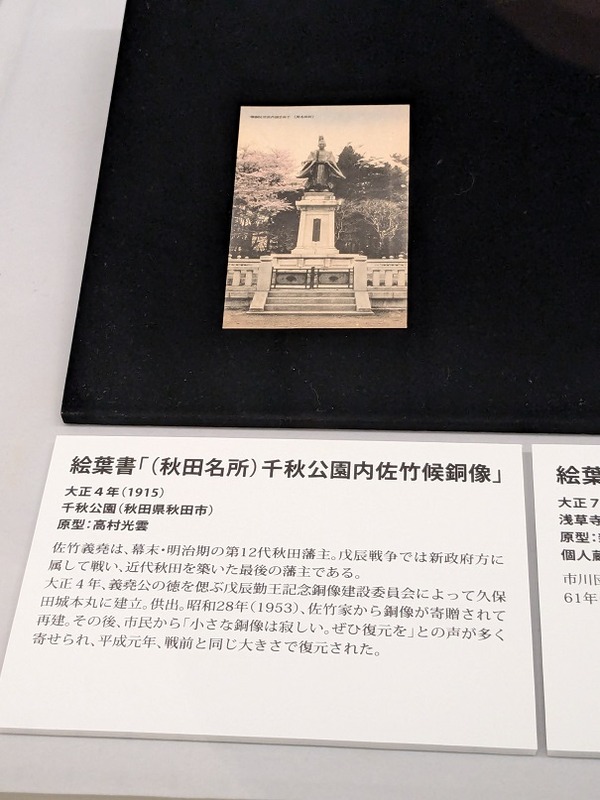 絵葉書「（秋田名所）千秋公園内佐竹候銅像」
大正４年（1915）
千秋公園（秋田県秋田市）
原型：高村光雲
佐竹義堯は、幕末・明治期の第12代秋田藩主。戊辰戦争では新政府方に
属して戦い、近代秋田を築いた最後の藩主である。
大正４年、義堯公の徳を偲ぶ戊辰勤王記念銅像建設委員会によって久保
田城本丸に建立。供出。昭和28年（1953）、佐竹家から銅像が寄贈されて
再建。その後、市民から「小さな銅像は寂しい。ぜひ復元を」との声が多く
寄せられ、平成元年、戦前と同じ大きさで復元された。
絵葉
大正７
浅草寺
原型：
個人蔵
市川団
61年